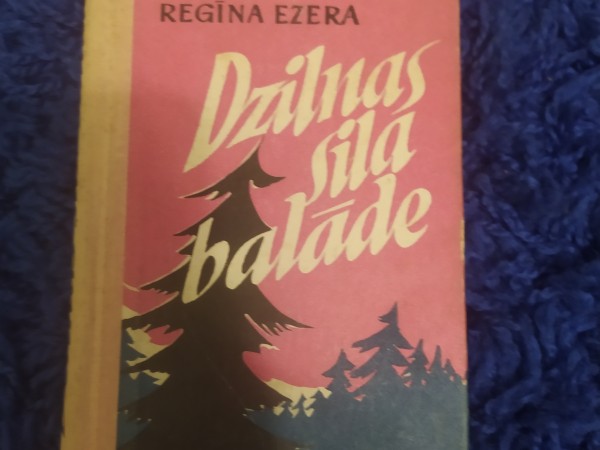 REGĪNA EZERA
Dzilnas
sila
balāde